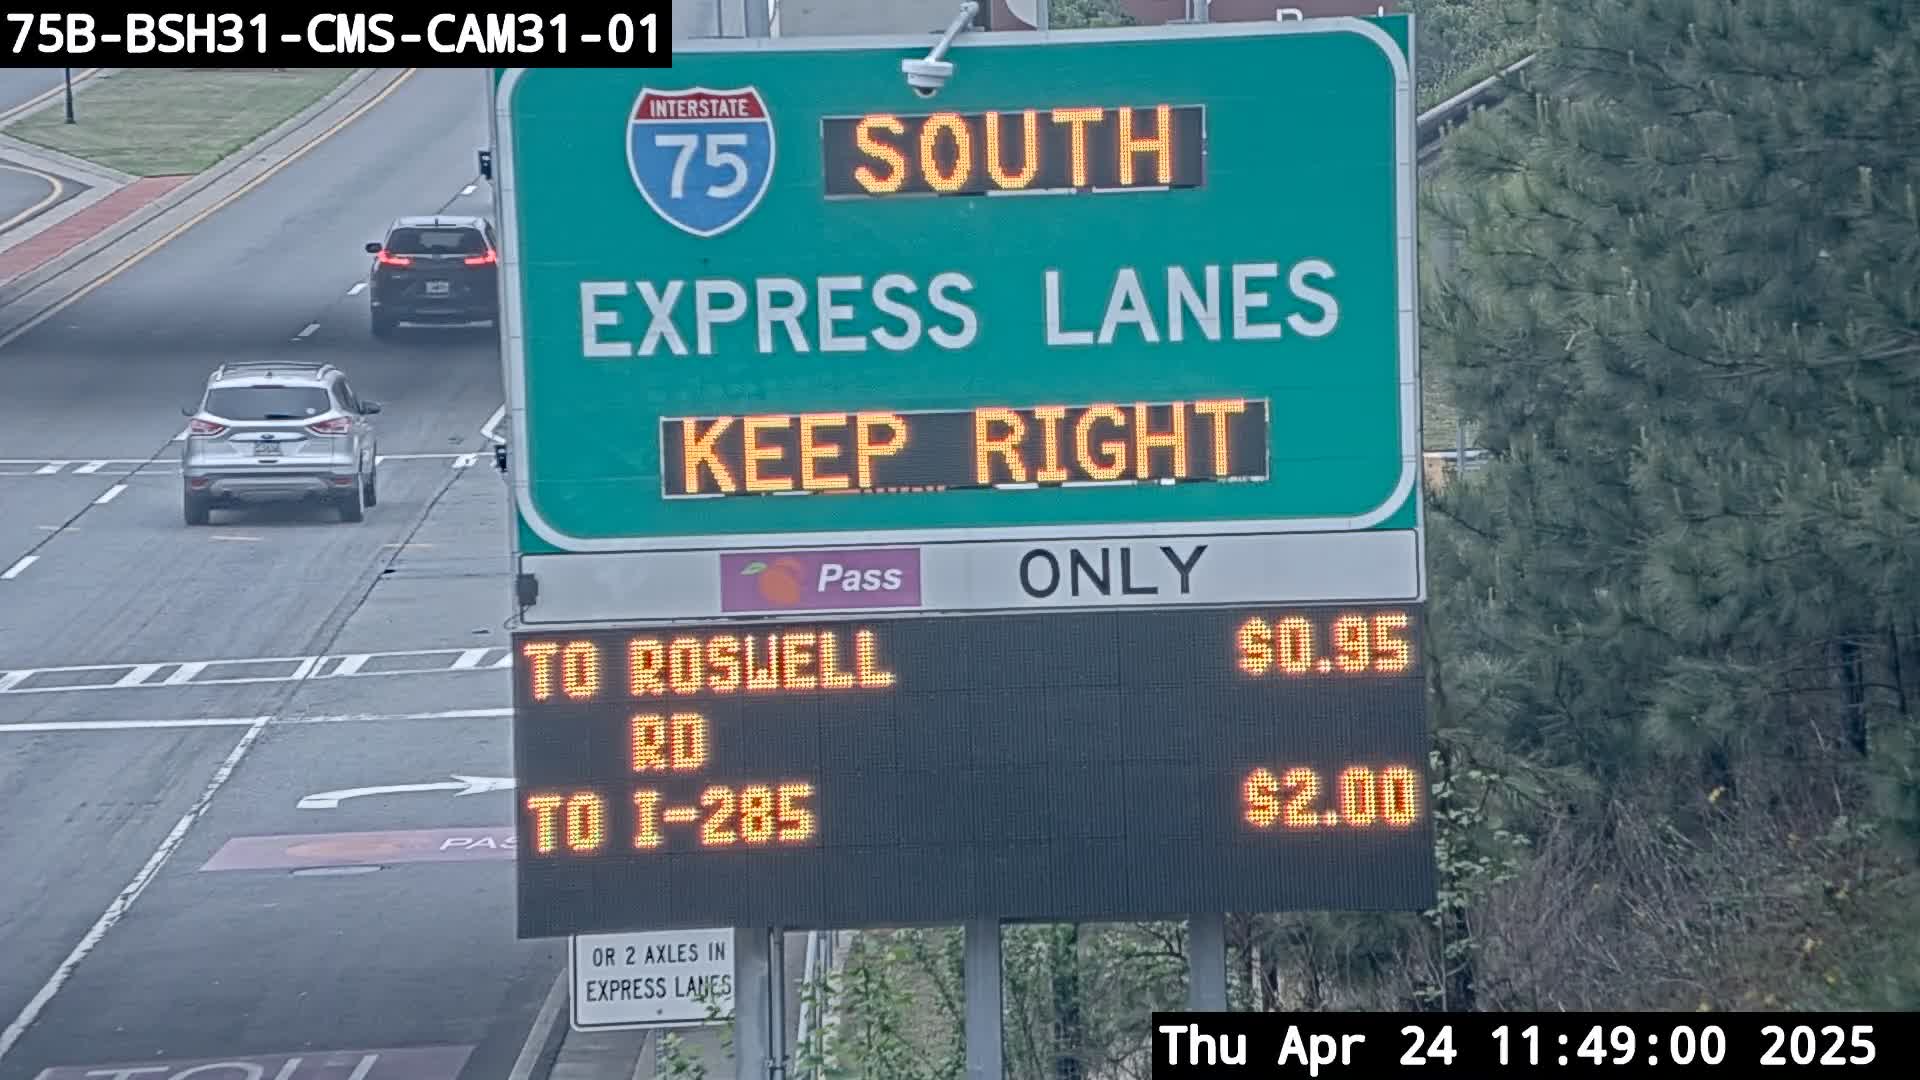 75B-BSH31-CMS-CAM31-01
INTERSTATE
75
SOUTH
EXPRESS LANES
KEEP RIGHT
Pass ONLY
TO ROSWELL $0.95
RD
TO I-285 $2.00
OR 2 AXLES IN
EXPRESS LANES
Thu Apr 24 11:49:00 2025